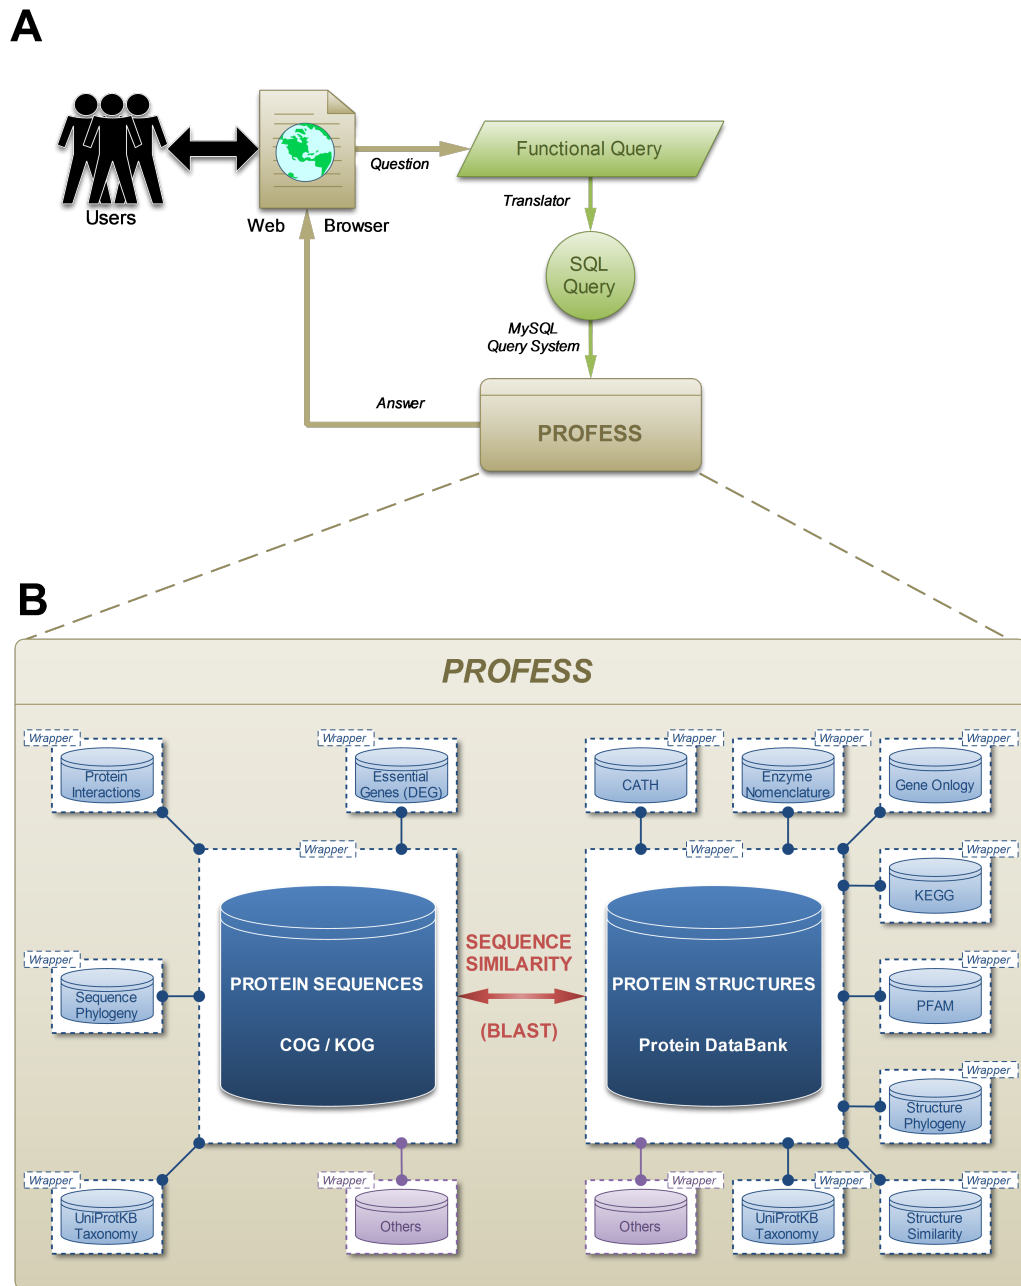 A
Users
Web Browser
Question
Functional Query
Translator
SQL
Query
MySQL
Query System
Answer
PROFESS
B
PROFESS
Wrapper
Protein
Interactions
Wrapper
Essential
Genes (DEG)
Wrapper
CATH
Wrapper
Enzyme
Nomenclature
Wrapper
Gene Onlogy
Wrapper
PROTEIN SEQUENCES
COG / KOG
SEQUENCE
SIMILARITY
(BLAST)
Wrapper
PROTEIN STRUCTURES
Protein DataBank
Wrapper
KEGG
Wrapper
Sequence
Phylogeny
Wrapper
PFAM
Wrapper
Structure
Phylogeny
Wrapper
UniProtKB
Taxonomy
Wrapper
Others
Wrapper
Others
Wrapper
UniProtKB
Taxonomy
Wrapper
Structure
Similarity